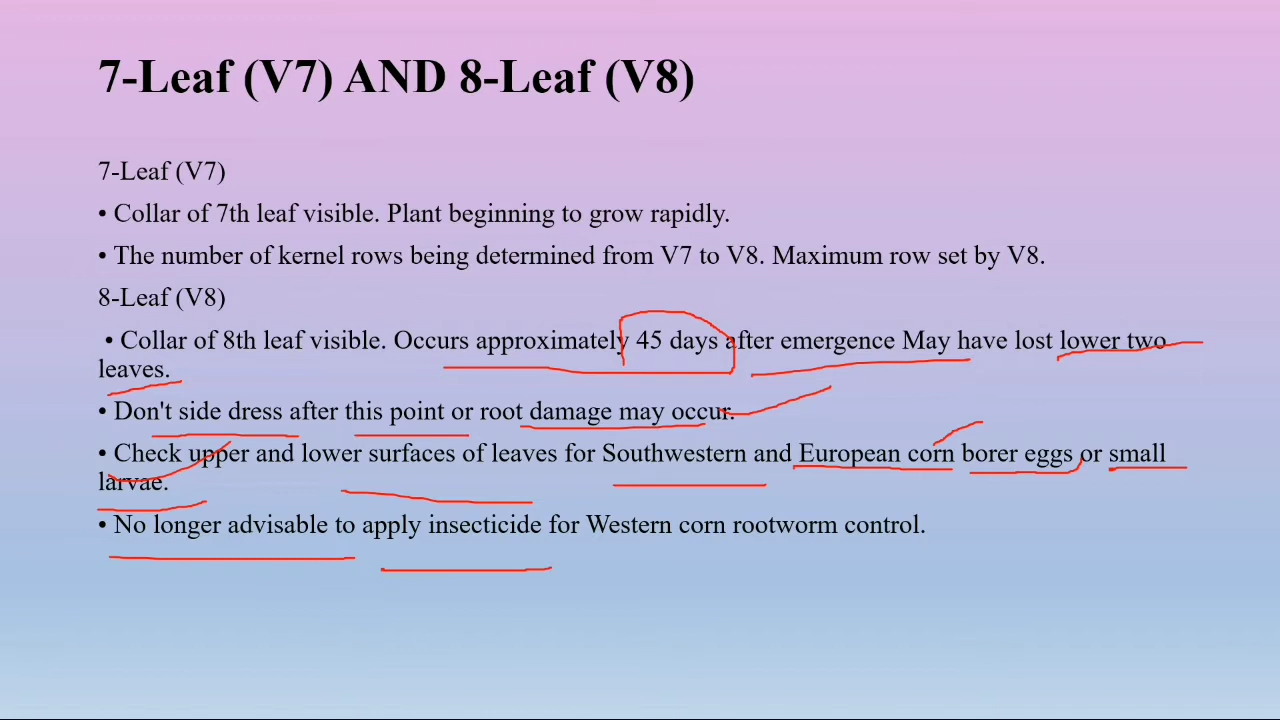 7-Leaf (V7) AND 8-Leaf (V8)
7-Leaf (V7)
• Collar of 7th leaf visible. Plant beginning to grow rapidly.
• The number of kernel rows being determined from V7 to V8. Maximum row set by V8.
8-Leaf (V8)
• Collar of 8th leaf visible. Occurs approximately 45 days after emergence May have lost lower two
leaves.
• Don't side dress after this point or root damage may occur.
• Check upper and lower surfaces of leaves for Southwestern and European corn borer eggs or small
larvae.
• No longer advisable to apply insecticide for Western corn rootworm control.